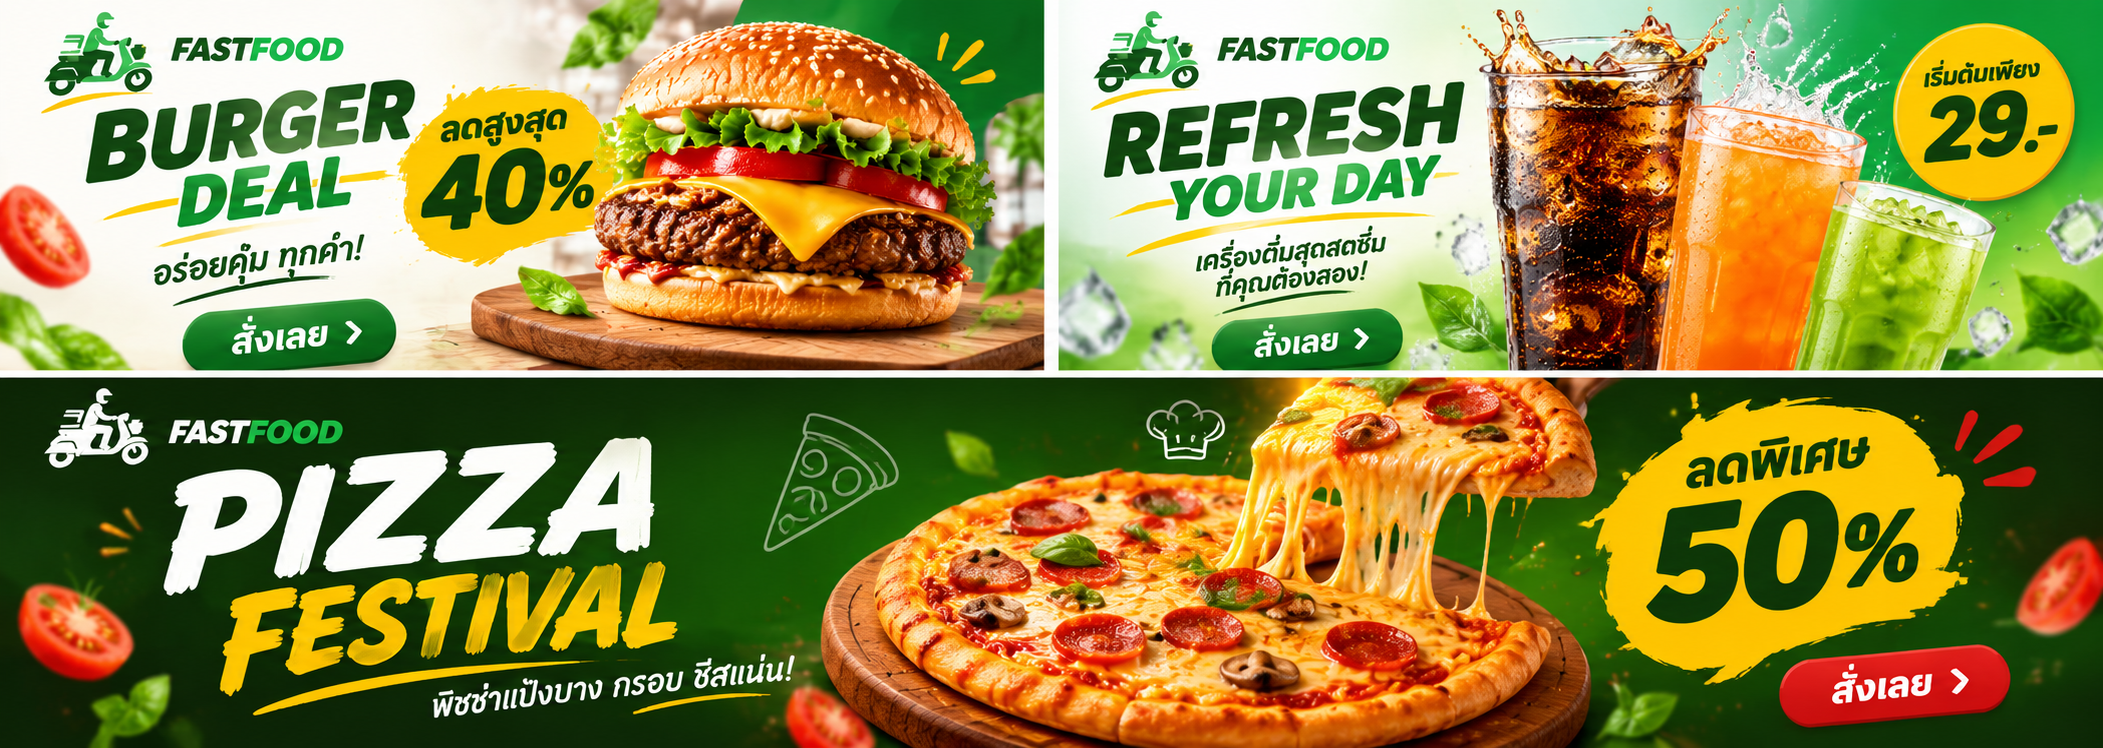 FASTFOOD
BURGER
DEAL
อร่อยคุ้ม ทุกคำ!
สั่งเลย
ลดสูงสุด
40%
FASTFOOD
REFRESH
YOUR DAY
เครื่องดื่มสุดสดชื่ม
ที่คุณต้องสอง!
สั่งเลย
เริ่มต้นเพียง
29.-
FASTFOOD
PIZZA
FESTIVAL
พิชช่าแป้งบาง กรอบ ชีสแน่น!
ลดพิเศษ
50%
สั่งเลย